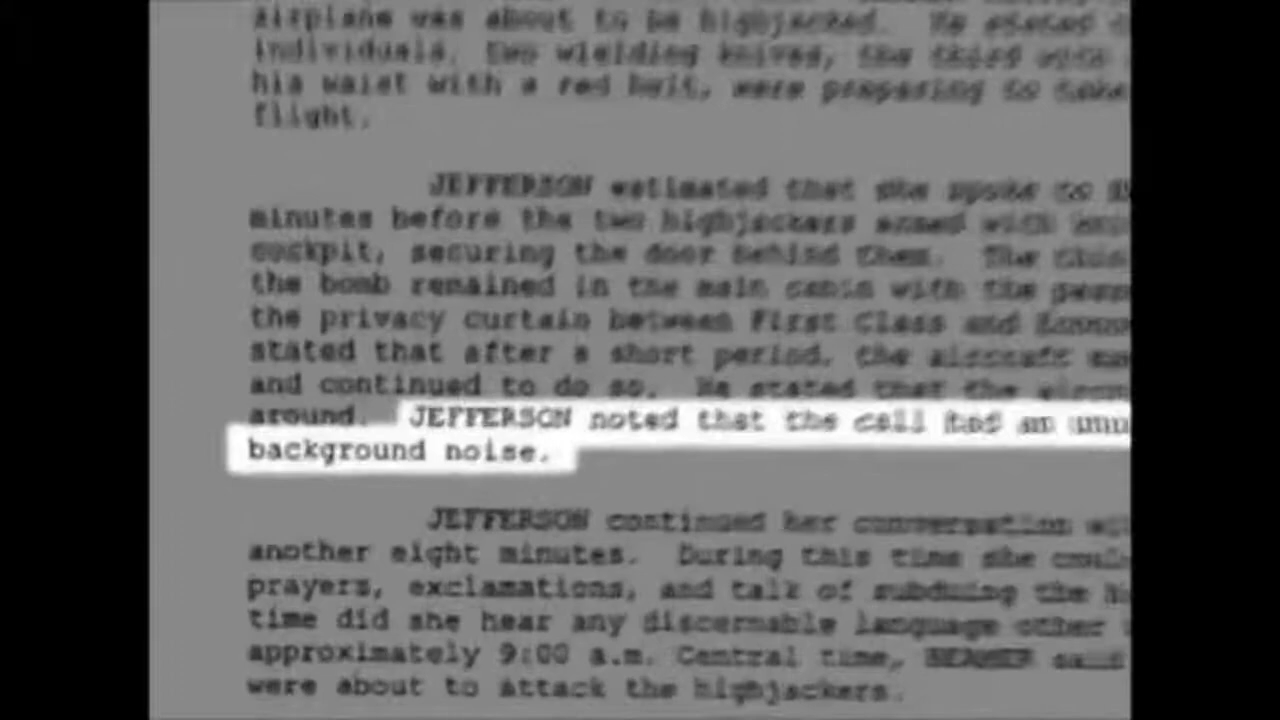 airplane was about to be highjacked. He stated
individuals, two wielding knives, the third with
his waist with a red belt, were preparing to take
flight.
JEFFERSON estimated that she spoke to
minutes before the two highjackers armed with
cockpit, securing the door behind them. The
the bomb remained in the main cabin with the
the privacy curtain between First Class and
stated that after a short period, the aircraft
and continued to do so. He stated that the
around. JEFFERSON noted that the call had an
background noise.
JEFFERSON continued her conversation
another eight minutes. During this time she
prayers, exclamations, and talk of subduing the
time did she hear any discernable language other
approximately 9:00 a.m. Central time, BEAMER said
were about to attack the highjackers.